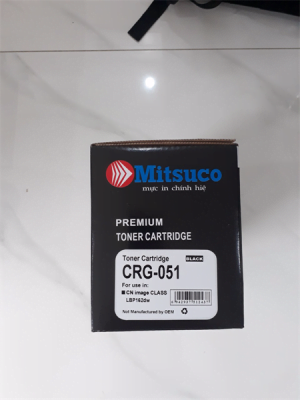 Mitsuco
mực in chính hiệ
PREMIUM
TONER CARTRIDGE
Toner Cartridge
BLACK
CRG-051
For use in:
CN image CLASS
LBP162dw
Not Manufactured by OEM